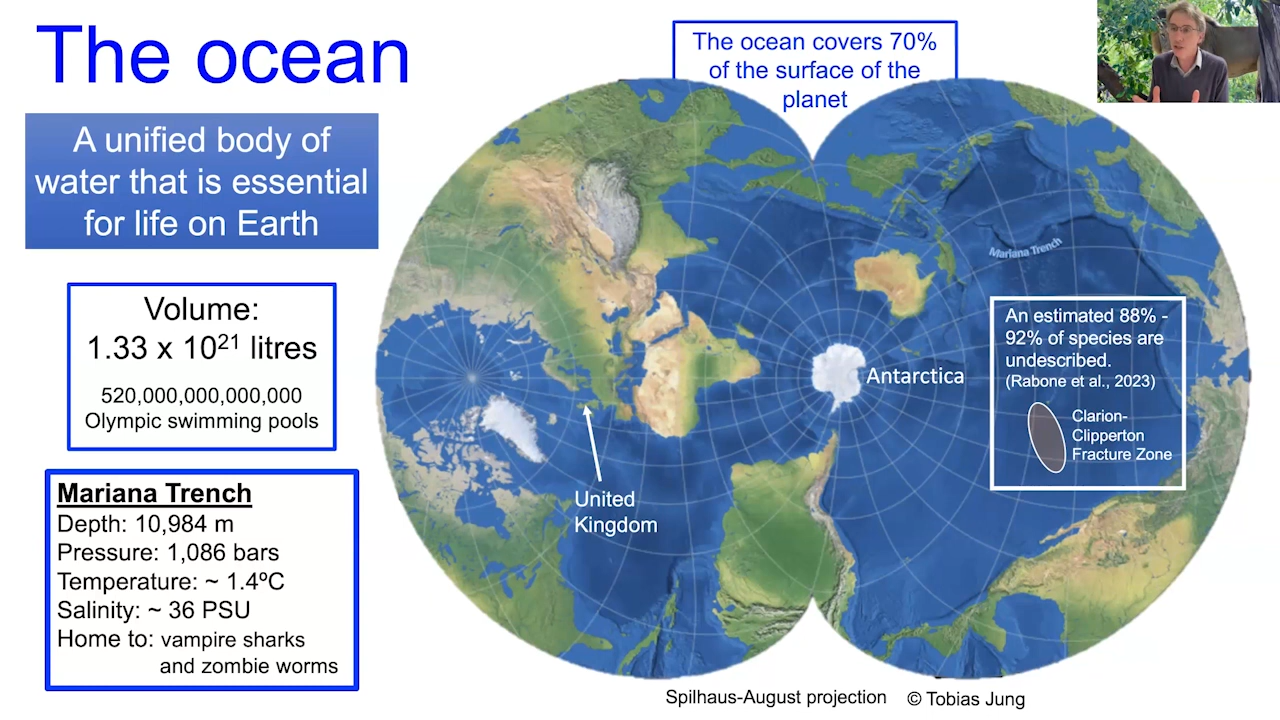 The ocean
A unified body of
water that is essential
for life on Earth
Volume:
1.33 x 10²¹ litres
520,000,000,000,000
Olympic swimming pools
Mariana Trench
Depth: 10,984 m
Pressure: 1,086 bars
Temperature: ~ 1.4ºC
Salinity: ~ 36 PSU
Home to: vampire sharks
and zombie worms
The ocean covers 70%
of the surface of the
planet
Mariana Trench
An estimated 88% -
92% of species are
undescribed.
(Rabone et al., 2023)
Clarion-
Clipperton
Fracture Zone
Antarctica
United
Kingdom
Spilhaus-August projection © Tobias Jung